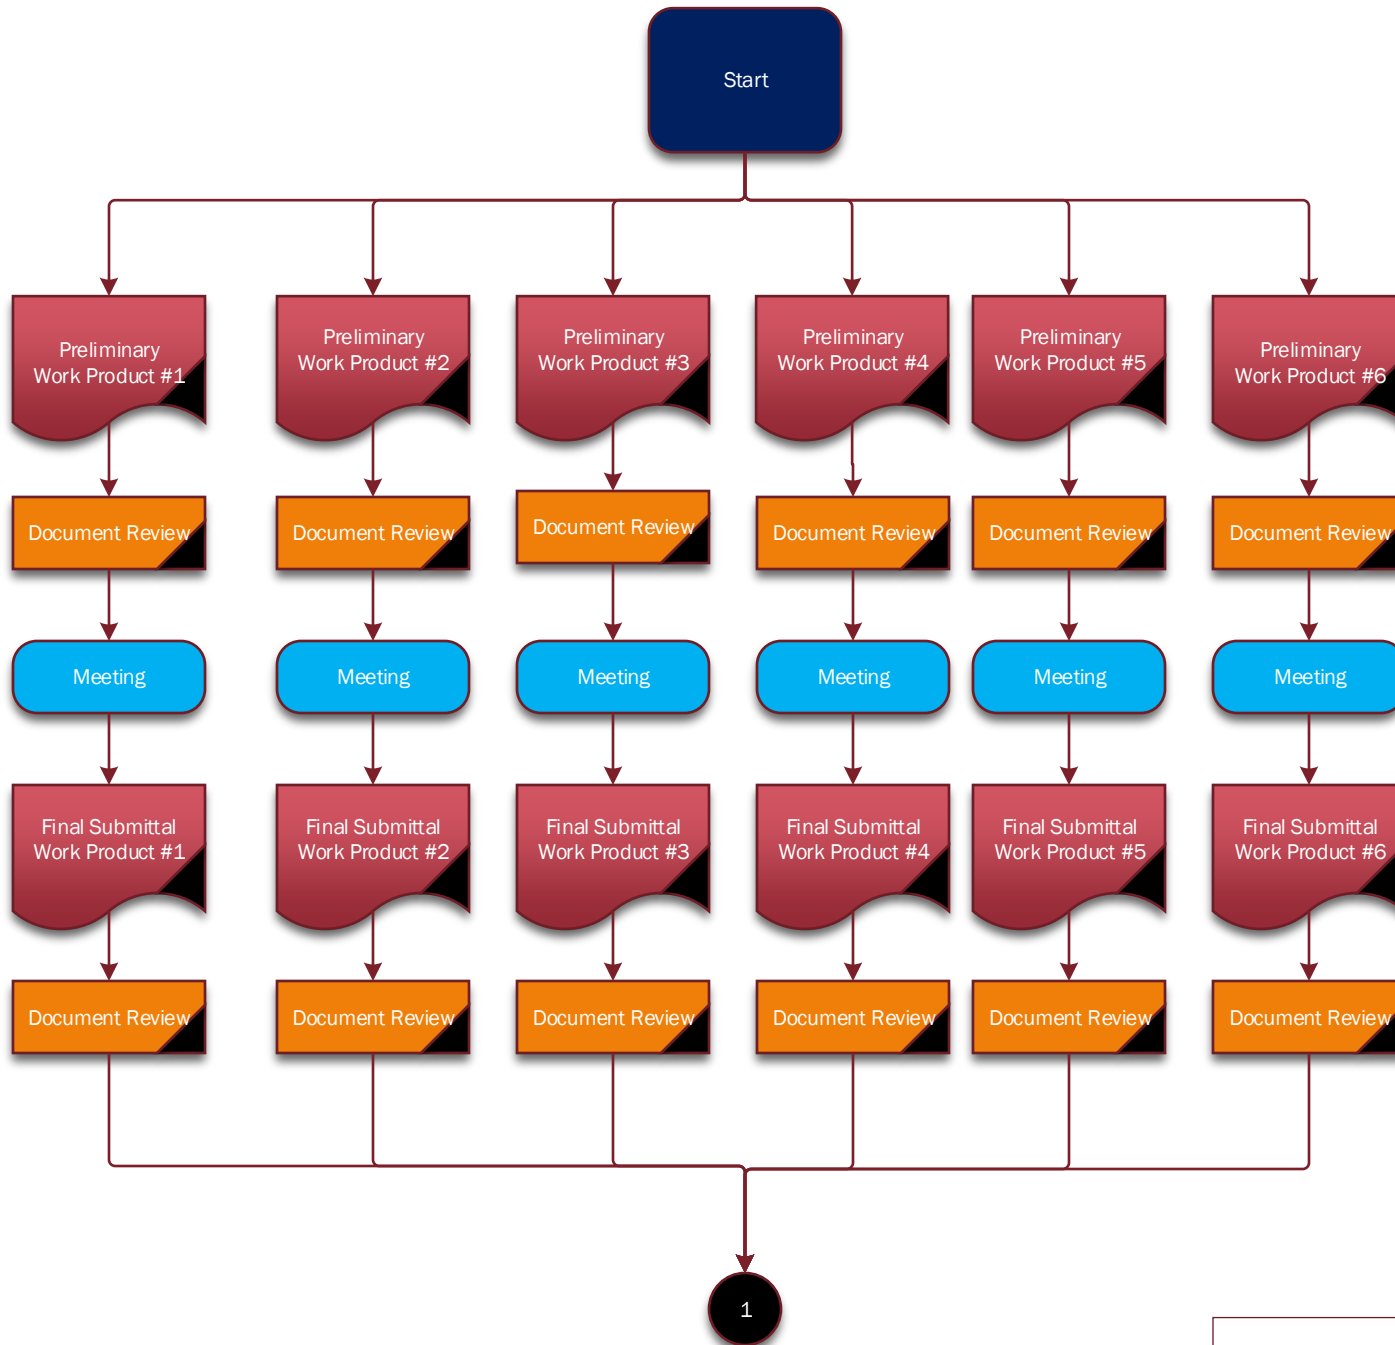 Start
Preliminary
Work Product #1
Preliminary
Work Product #2
Preliminary
Work Product #3
Preliminary
Work Product #4
Preliminary
Work Product #5
Preliminary
Work Product #6
Document Review
Document Review
Document Review
Document Review
Document Review
Document Review
Meeting
Meeting
Meeting
Meeting
Meeting
Meeting
Final Submittal
Work Product #1
Final Submittal
Work Product #2
Final Submittal
Work Product #3
Final Submittal
Work Product #4
Final Submittal
Work Product #5
Final Submittal
Work Product #6
Document Review
Document Review
Document Review
Document Review
Document Review
Document Review
1